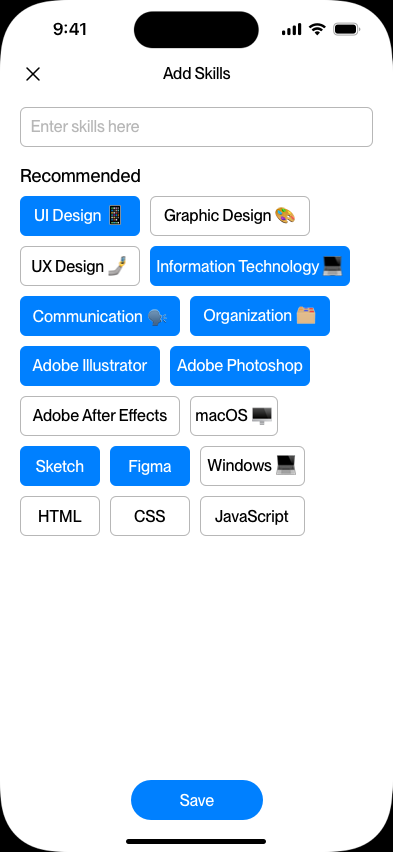 9:41
Add Skills
Enter skills here
Recommended
UI Design 📱 Graphic Design 🎨
UX Design 🤳 Information Technology 💻
Communication 🗣️ Organization 🗂️
Adobe Illustrator Adobe Photoshop
Adobe After Effects macOS 🖥️
Sketch Figma Windows 💻
HTML CSS JavaScript
Save